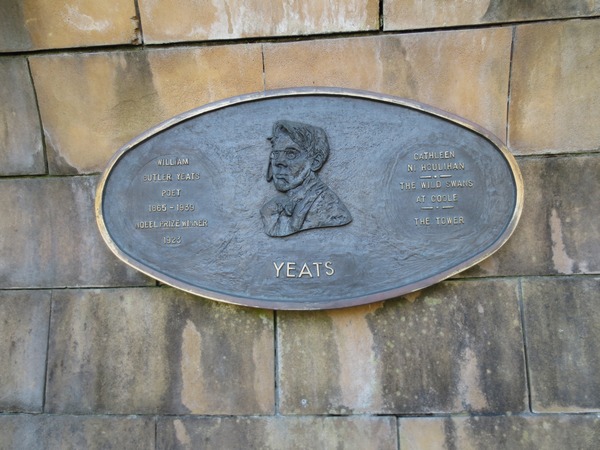 WILLIAM
BUTLER YEATS
POET
1865 - 1939
NOBEL PRIZE WINNER
1923
CATHLEEN
NI HOULIHAN
THE WILD SWANS
AT COOLE
THE TOWER
YEATS